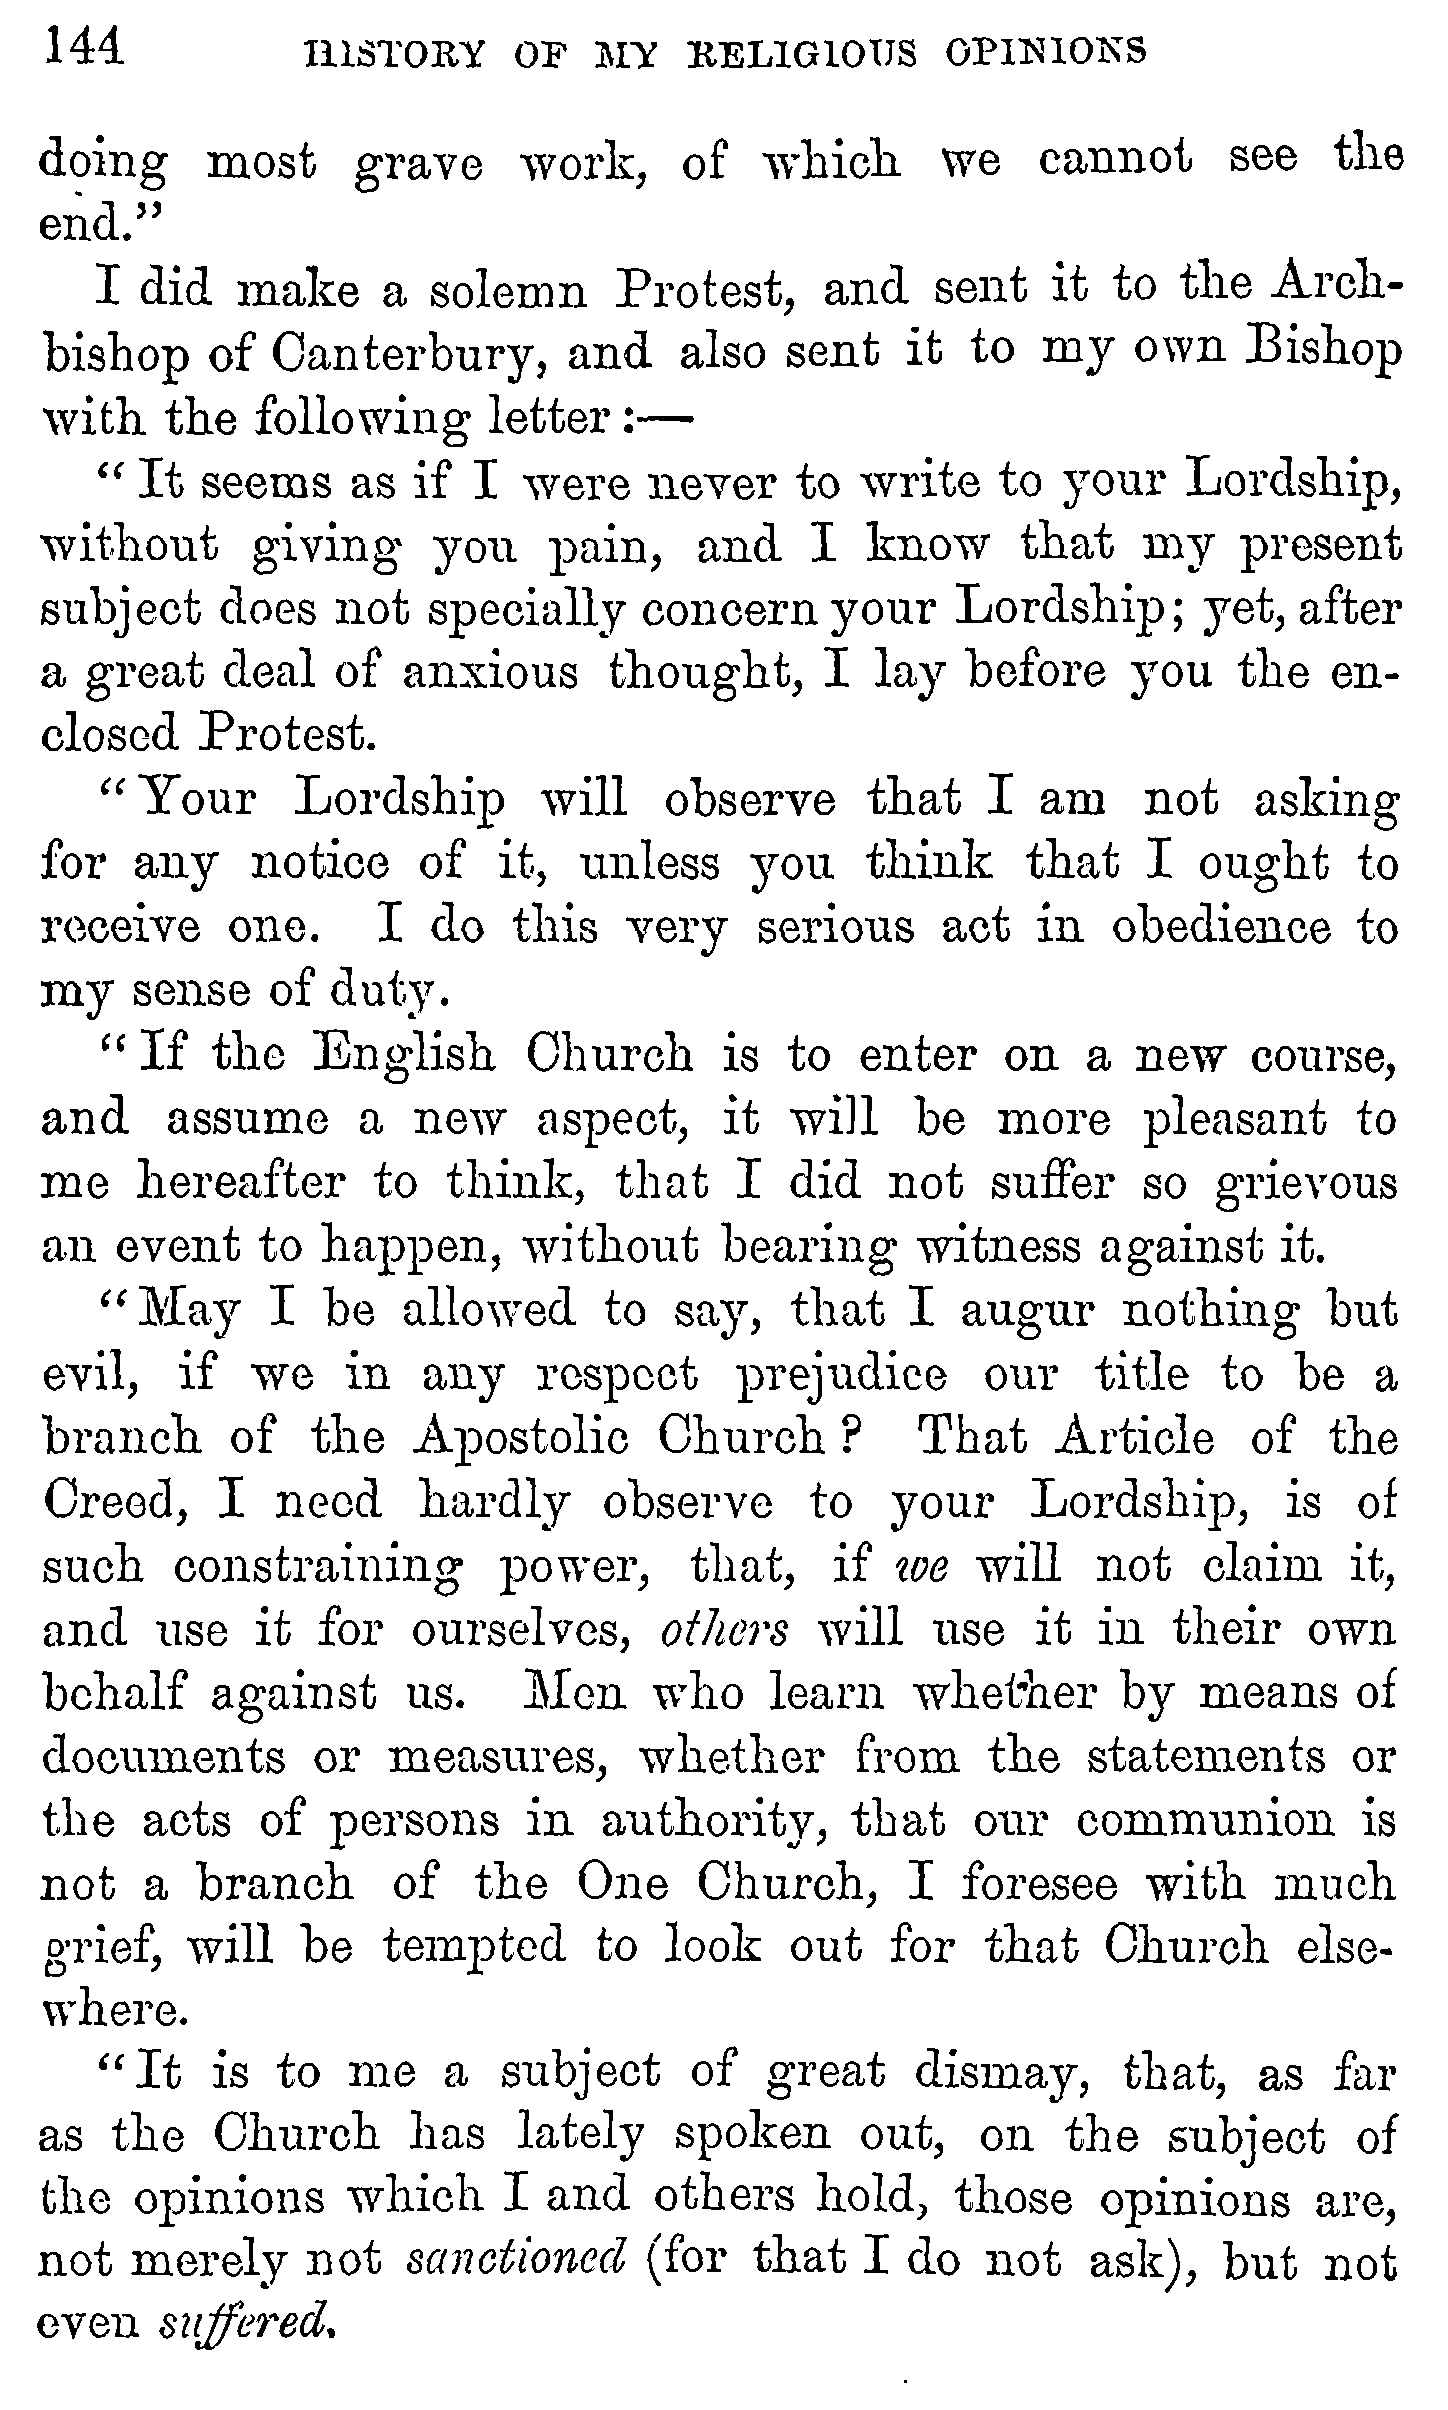 144 HISTORY OF MY RELIGIOUS OPINIONS
doing most grave work, of which we cannot see the
end.”
I did make a solemn Protest, and sent it to the Arch-
bishop of Canterbury, and also sent it to my own Bishop
with the following letter:—
“It seems as if I were never to write to your Lordship,
without giving you pain, and I know that my present
subject does not specially concern your Lordship; yet, after
a great deal of anxious thought, I lay before you the en-
closed Protest.
“Your Lordship will observe that I am not asking
for any notice of it, unless you think that I ought to
receive one. I do this very serious act in obedience to
my sense of duty.
“If the English Church is to enter on a new course,
and assume a new aspect, it will be more pleasant to
me hereafter to think, that I did not suffer so grievous
an event to happen, without bearing witness against it.
“May I be allowed to say, that I augur nothing but
evil, if we in any respect prejudice our title to be a
branch of the Apostolic Church? That Article of the
Creed, I need hardly observe to your Lordship, is of
such constraining power, that, if we will not claim it,
and use it for ourselves, others will use it in their own
behalf against us. Men who learn whether by means of
documents or measures, whether from the statements or
the acts of persons in authority, that our communion is
not a branch of the One Church, I foresee with much
grief, will be tempted to look out for that Church else-
where.
“It is to me a subject of great dismay, that, as far
as the Church has lately spoken out, on the subject of
the opinions which I and others hold, those opinions are,
not merely not sanctioned (for that I do not ask), but not
even suffered.